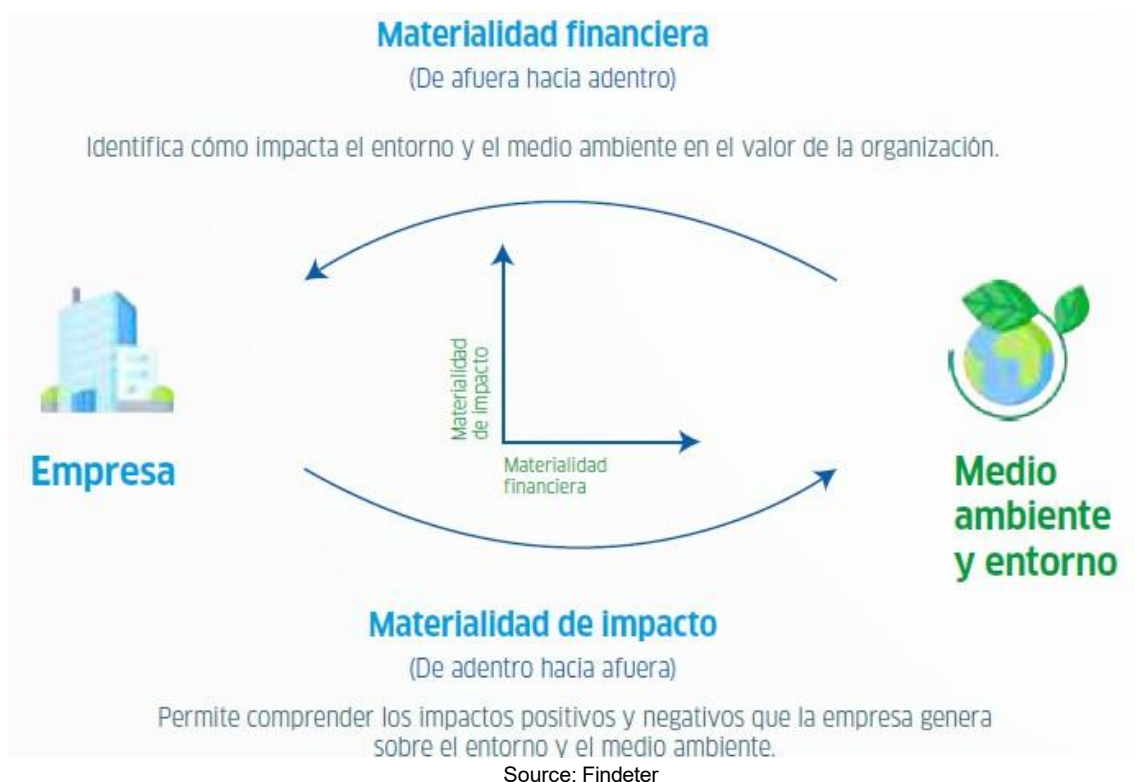 Materialidad financiera
(De afuera hacia adentro)
Identifica cómo impacta el entorno y el medio ambiente en el valor de la organización.
Materialidad
de impacto
Materialidad
financiera
Empresa
Medio
ambiente
y entorno
Materialidad de impacto
(De adentro hacia afuera)
Permite comprender los impactos positivos y negativos que la empresa genera
sobre el entorno y el medio ambiente.
Source: Findeter